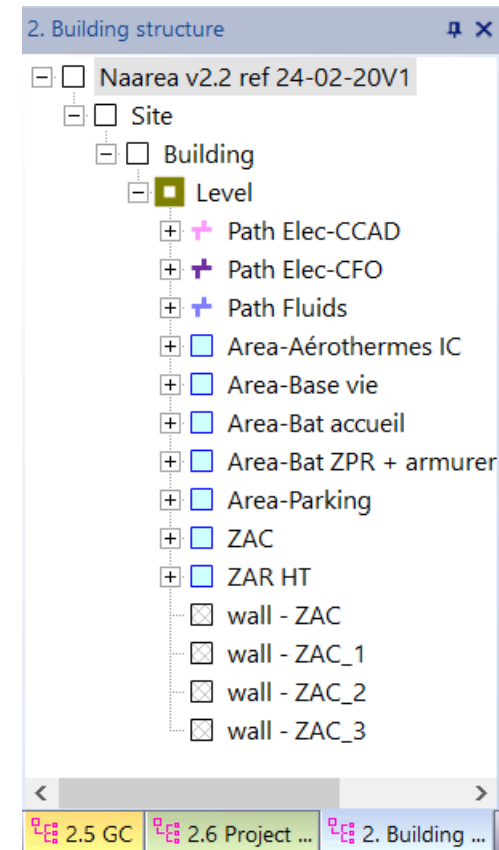 2. Building structure
Naarea v2.2 ref 24-02-20V1
Site
Building
Level
Path Elec-CCAD
Path Elec-CFO
Path Fluids
Area-Aérothermes IC
Area-Base vie
Area-Bat accueil
Area-Bat ZPR + armurer
Area-Parking
ZAC
ZAR HT
wall - ZAC
wall - ZAC_1
wall - ZAC_2
wall - ZAC_3
2.5 GC 2.6 Project ... 2. Building ...